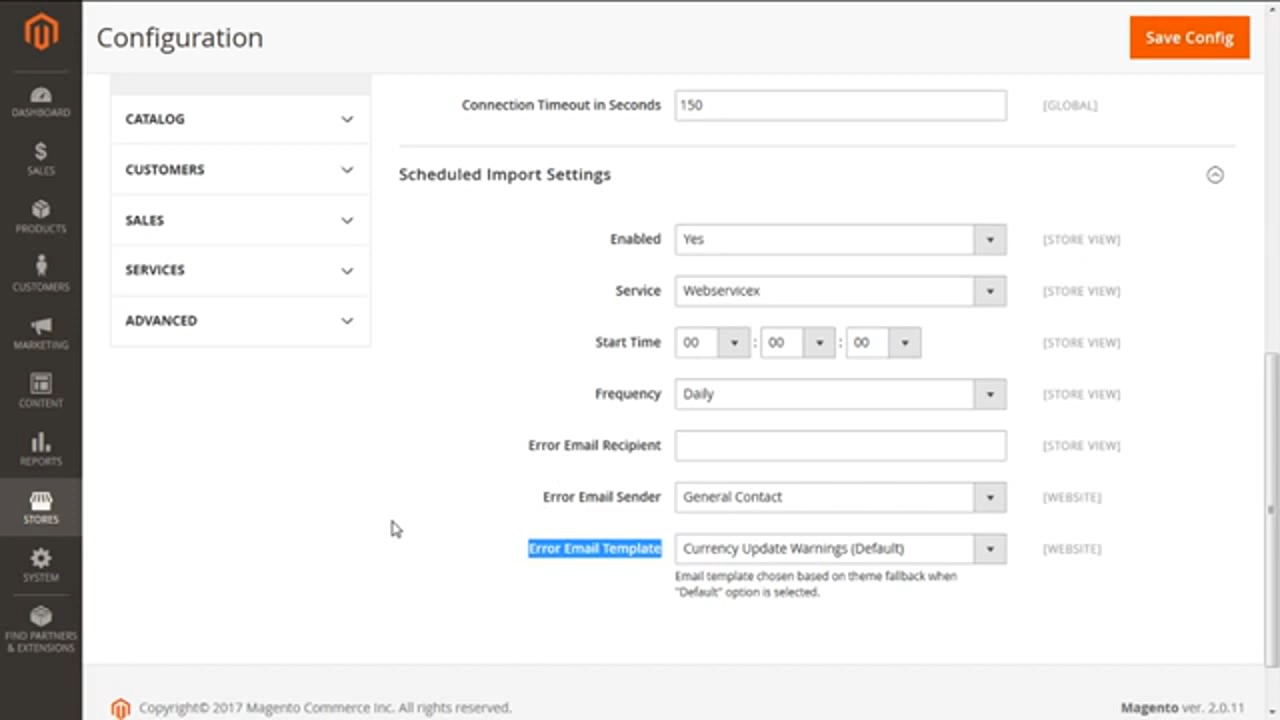 Configuration
Save Config
DASHBOARD
SALES
PRODUCTS
CUSTOMERS
MARKETING
CONTENT
REPORTS
STORES
SYSTEM
FIND PARTNERS
& EXTENSIONS
CATALOG
CUSTOMERS
SALES
SERVICES
ADVANCED
Connection Timeout in Seconds 150 [GLOBAL]
Scheduled Import Settings
Enabled Yes [STORE VIEW]
Service Webservicex [STORE VIEW]
Start Time 00 : 00 : 00 [STORE VIEW]
Frequency Daily [STORE VIEW]
Error Email Recipient [STORE VIEW]
Error Email Sender General Contact [WEBSITE]
Error Email Template Currency Update Warnings (Default) [WEBSITE]
Email template chosen based on theme fallback when
"Default" option is selected.
Copyright© 2017 Magento Commerce Inc. All rights reserved.
Magento ver. 2.0.11